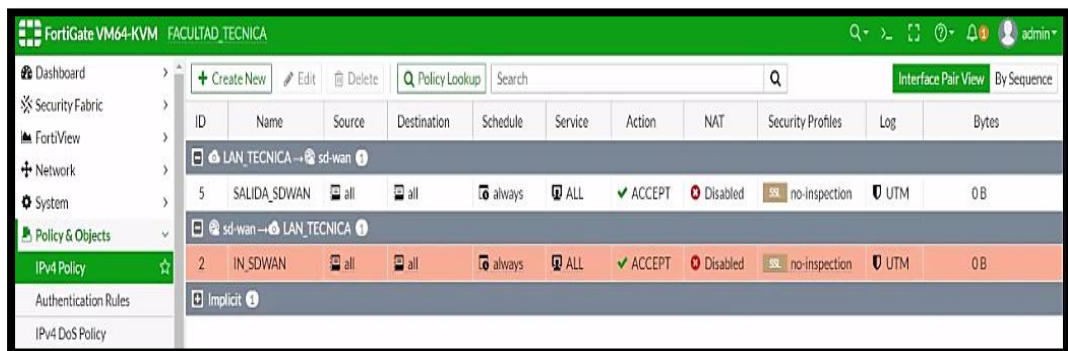 FortiGate VM64-KVM FACULTAD_TECNICA admin
Dashboard
Security Fabric
FortiView
Network
System
Policy & Objects
IPv4 Policy
Authentication Rules
IPv4 DoS Policy
+ Create New Edit Delete Policy Lookup Search Interface Pair View By Sequence
ID Name Source Destination Schedule Service Action NAT Security Profiles Log Bytes
LAN_TECNICA → sd-wan 1
5 SALIDA_SDWAN all all always ALL ACCEPT Disabled SSL no-inspection UTM 0 B
sd-wan → LAN_TECNICA 1
2 IN_SDWAN all all always ALL ACCEPT Disabled SSL no-inspection UTM 0 B
Implicit 1